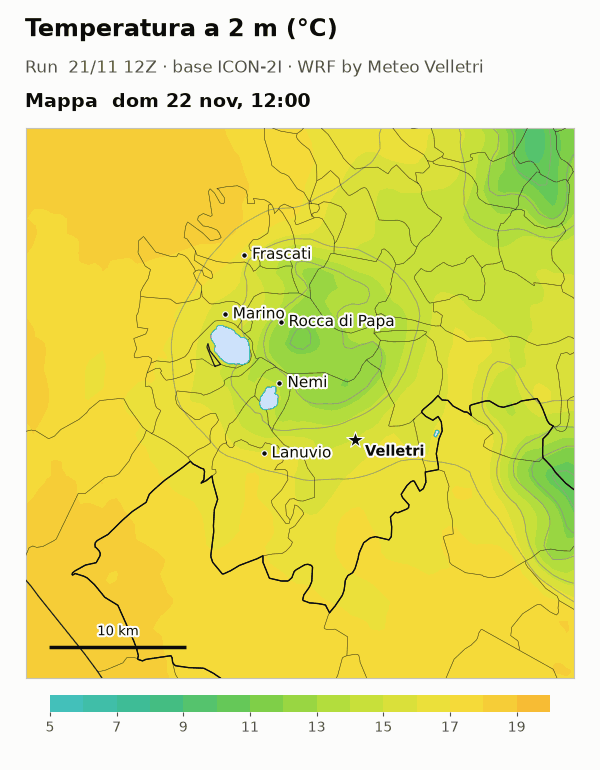 Temperatura a 2 m (°C)
Run  21/11 12Z · base ICON-2I · WRF by Meteo Velletri
Mappa  dom 22 nov, 12:00
Frascati
Marino
Rocca di Papa
Nemi
Velletri
Lanuvio
10 km
5 7 9 11 13 15 17 19